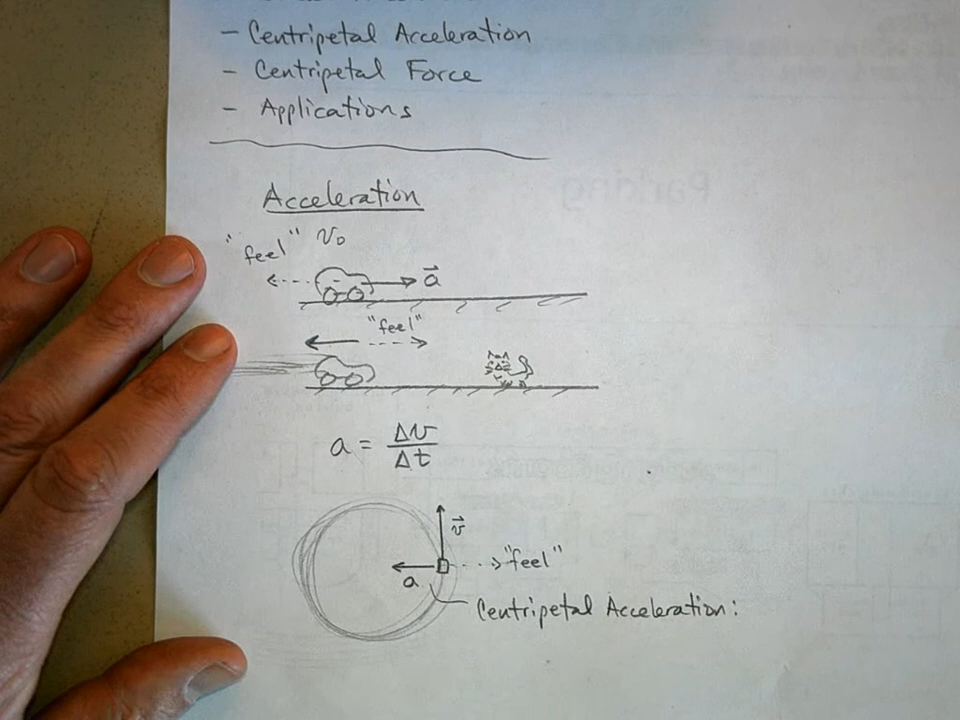 - Centripetal Acceleration
- Centripetal Force
- Applications
Acceleration
"feel" v₀
a⃗
"feel"
a = Δv/Δt
v⃗
"feel"
a
Centripetal Acceleration: